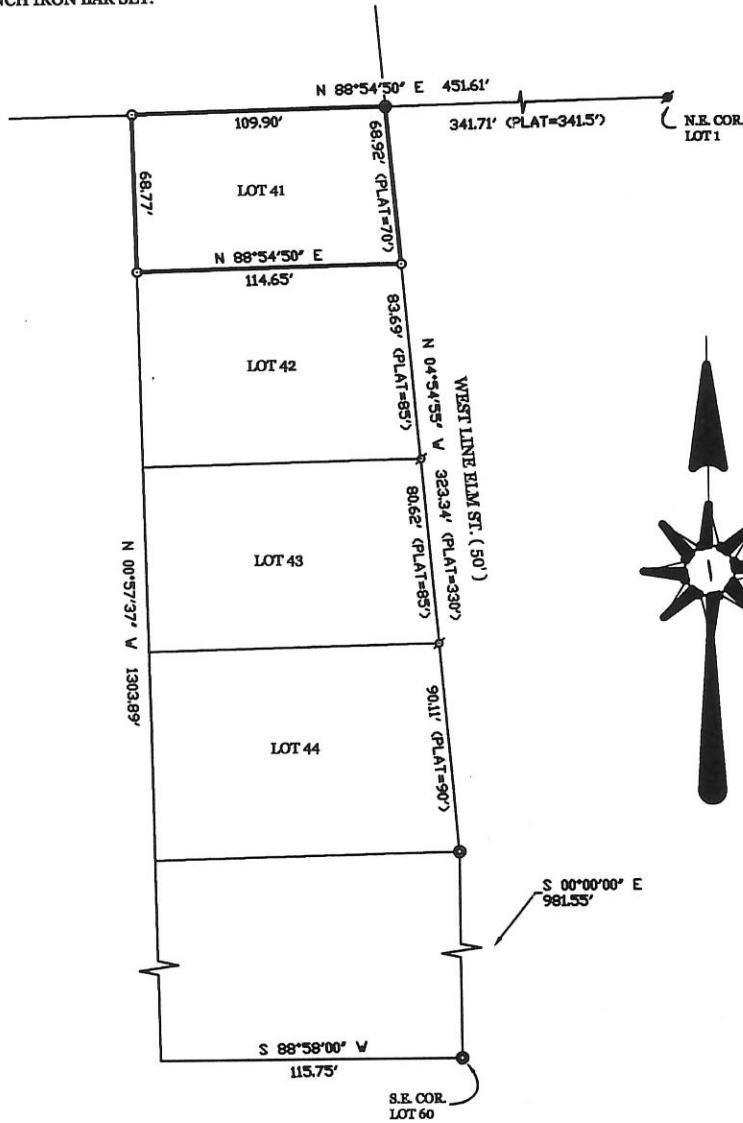 N 88°54'50" E 451.61'
109.90'
341.71' (PLAT=341.5')
N.E. COR.
LOT 1
68.77'
LOT 41
68.92' (PLAT=70')
N 88°54'50" E
114.65'
LOT 42
83.69' (PLAT=85')
N 04°54'55" W 323.34' (PLAT=330')
WEST LINE ELM ST. ( 50' )
LOT 43
80.62' (PLAT=85')
N 00°57'37" W 1303.89'
LOT 44
90.11' (PLAT=90')
S 00°00'00" E
981.55'
S 88°58'00" W
115.75'
S.E. COR.
LOT 60